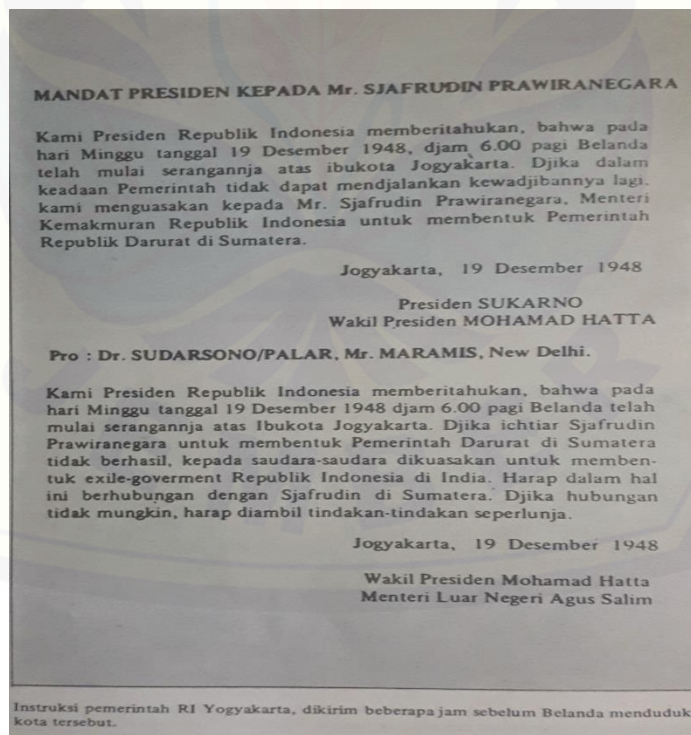 MANDAT PRESIDEN KEPADA Mr. SJAFRUDIN PRAWIRANEGARA
Kami Presiden Republik Indonesia memberitahukan, bahwa pada
hari Minggu tanggal 19 Desember 1948, djam 6.00 pagi Belanda
telah mulai serangannja atas ibukota Jogyakarta. Djika dalam
keadaan Pemerintah tidak dapat mendjalankan kewadjibannya lagi.
kami menguasakan kepada Mr. Sjafrudin Prawiranegara, Menteri
Kemakmuran Republik Indonesia untuk membentuk Pemerintah
Republik Darurat di Sumatera.
Jogyakarta, 19 Desember 1948
Presiden SUKARNO
Wakil Presiden MOHAMAD HATTA
Pro : Dr. SUDARSONO/PALAR, Mr. MARAMIS, New Delhi.
Kami Presiden Republik Indonesia memberitahukan, bahwa pada
hari Minggu tanggal 19 Desember 1948 djam 6.00 pagi Belanda telah
mulai serangannja atas Ibukota Jogyakarta. Djika ichtiar Sjafrudin
Prawiranegara untuk membentuk Pemerintah Darurat di Sumatera
tidak berhasil, kepada saudara-saudara dikuasakan untuk memben-
tuk exile-goverment Republik Indonesia di India. Harap dalam hal
ini berhubungan dengan Sjafrudin di Sumatera. Djika hubungan
tidak mungkin, harap diambil tindakan-tindakan seperlunja.
Jogyakarta, 19 Desember 1948
Wakil Presiden Mohamad Hatta
Menteri Luar Negeri Agus Salim
Instruksi pemerintah RI Yogyakarta, dikirim beberapa jam sebelum Belanda menduduk
kota tersebut.